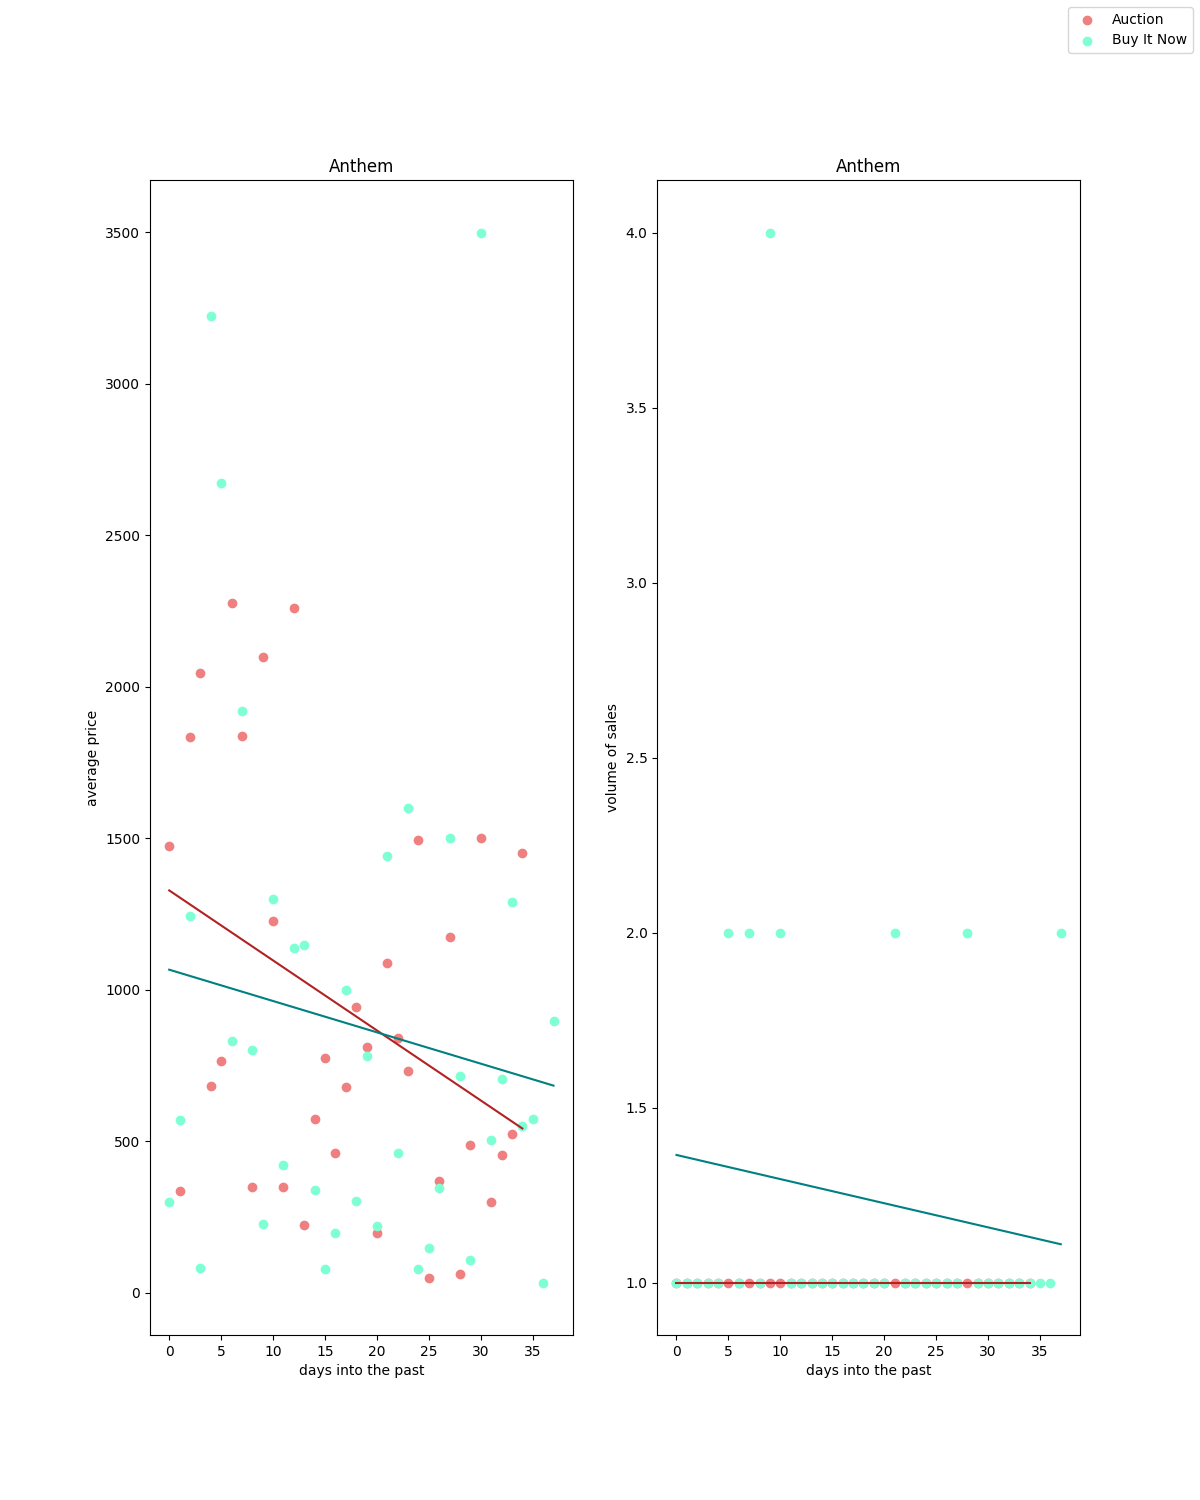 Auction
Buy It Now
Anthem
3500
3000
2500
2000
1500
1000
500
0
average price
0 5 10 15 20 25 30 35
days into the past
Anthem
4.0
3.5
3.0
2.5
2.0
1.5
1.0
volume of sales
0 5 10 15 20 25 30 35
days into the past